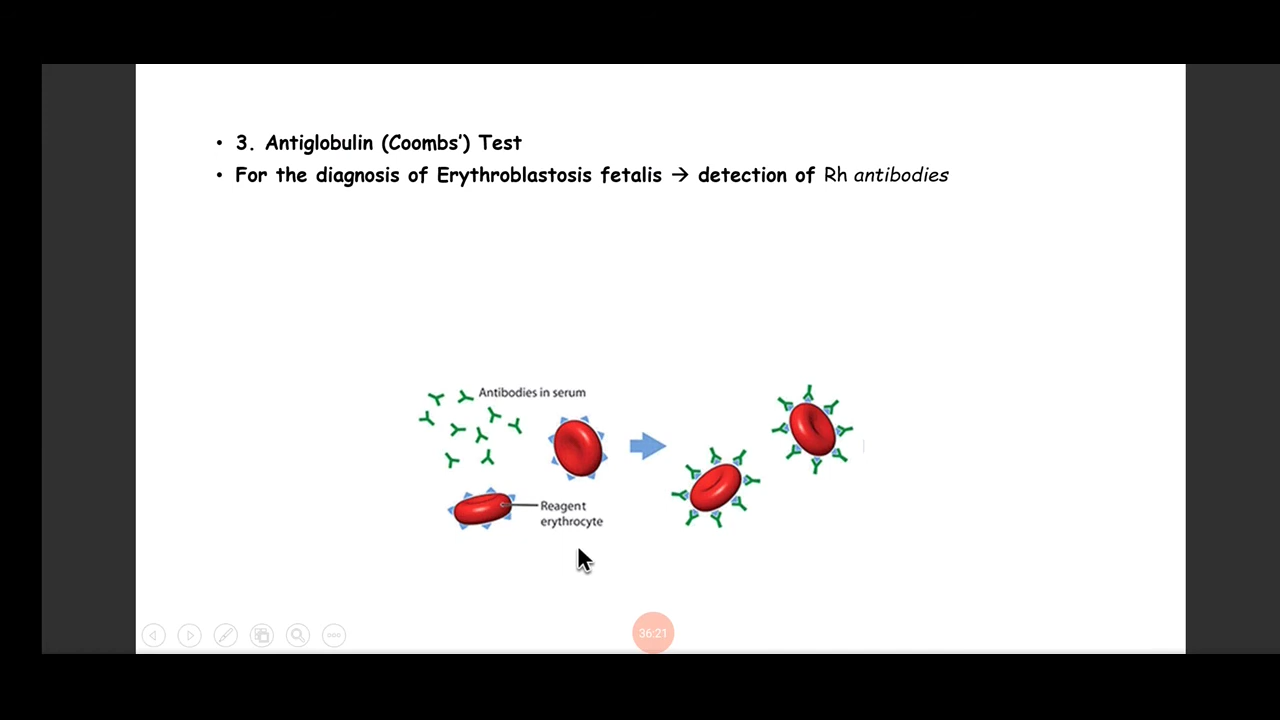 • 3. Antiglobulin (Coombs’) Test
• For the diagnosis of Erythroblastosis fetalis → detection of Rh antibodies
Antibodies in serum
Reagent
erythrocyte
36:21